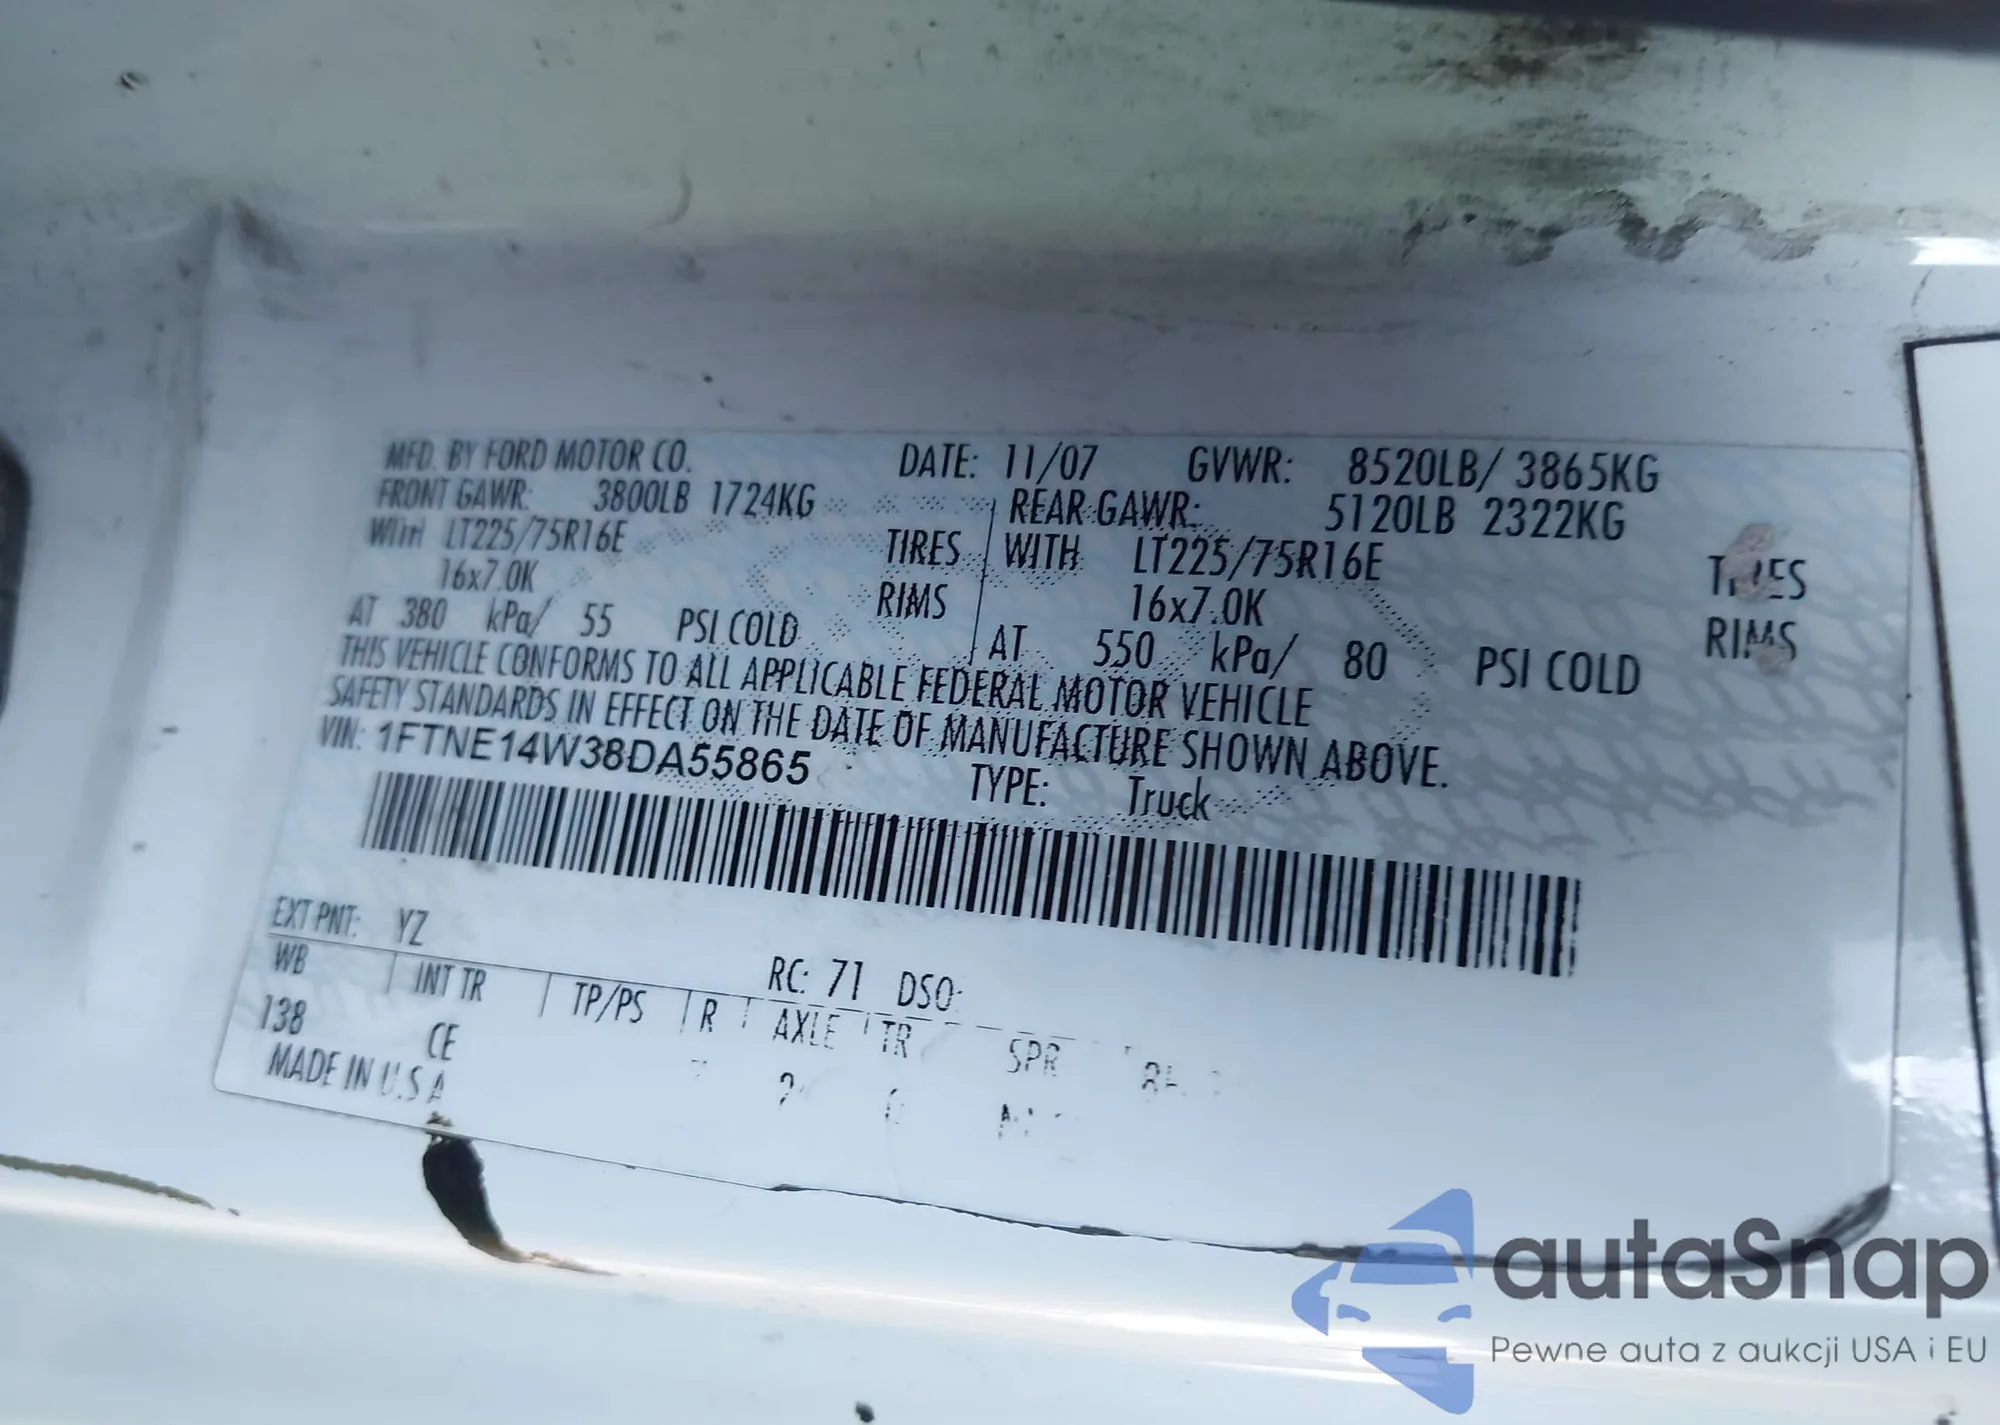 MFD. BY FORD MOTOR CO. DATE: 11/07 GVWR: 8520LB/ 3865KG
FRONT GAWR: 3800LB 1724KG REAR GAWR: 5120LB 2322KG
WITH LT225/75R16E TIRES WITH LT225/75R16E TIRES
16x7.0K RIMS 16x7.0K RIMS
AT 380 kPa/ 55 PSI COLD AT 550 kPa/ 80 PSI COLD
THIS VEHICLE CONFORMS TO ALL APPLICABLE FEDERAL MOTOR VEHICLE
SAFETY STANDARDS IN EFFECT ON THE DATE OF MANUFACTURE SHOWN ABOVE.
VIN: 1FTNE14W38DA55865 TYPE: Truck
EXT PNT: YZ RC: 71 DSO:
WB INT TR TP/PS R AXLE TR SPR
138 CE
MADE IN U.S.A
autaSnap
Pewne auta z aukcji USA i EU